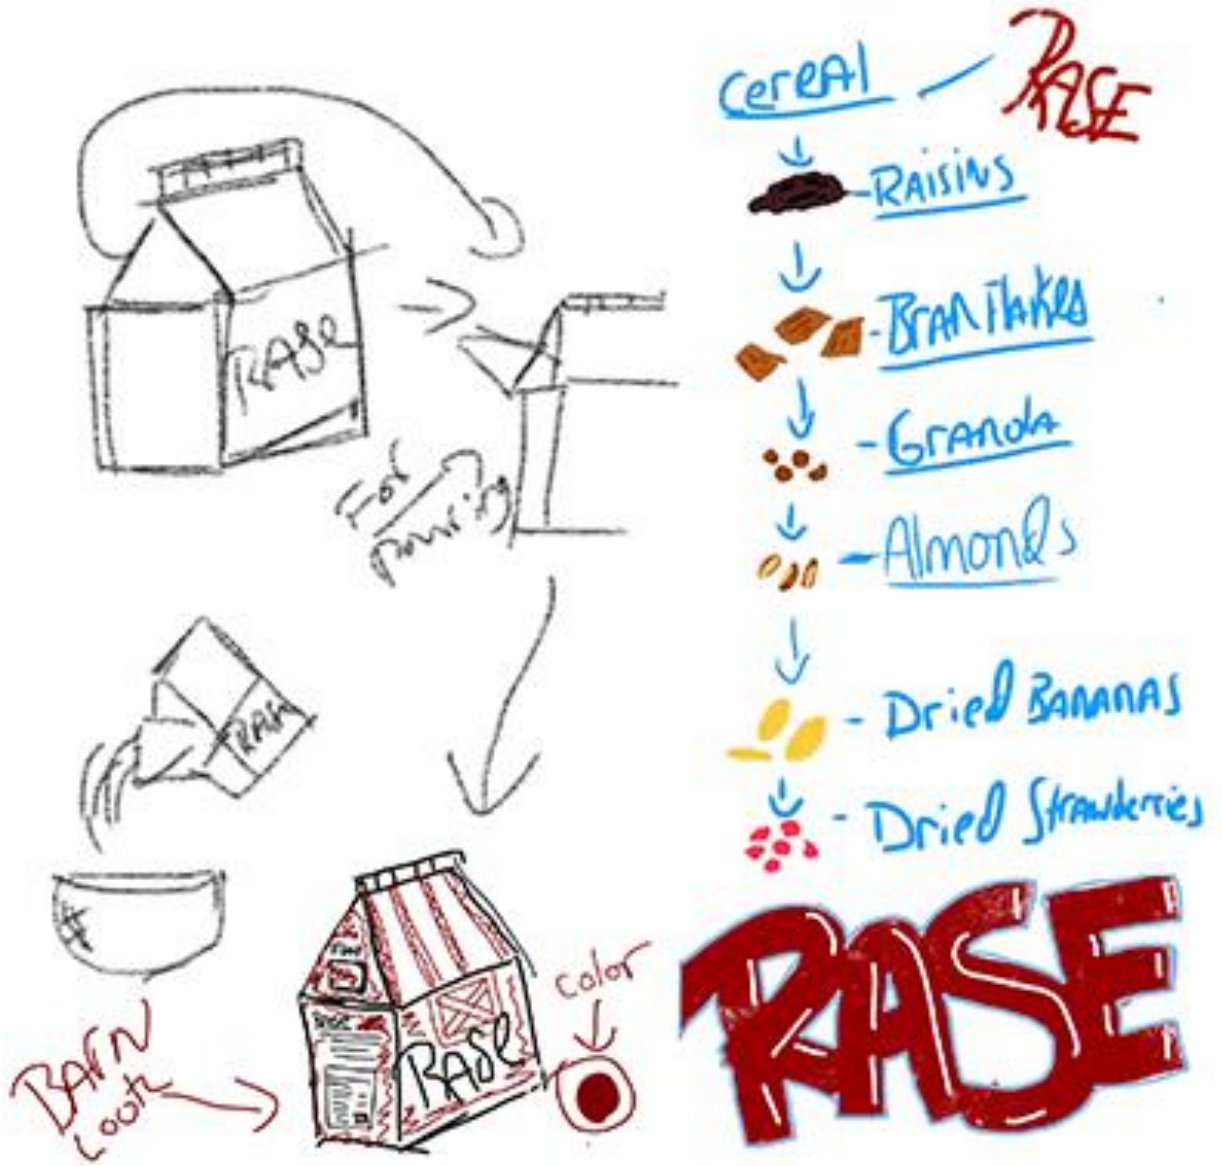 Cereal
RASE
Raisins
Bran Flakes
Granola
Almonds
Dried Bananas
Dried Strawberries
RASE
RASE
For
pouring
RASE
Color
BARN
Look
RASE